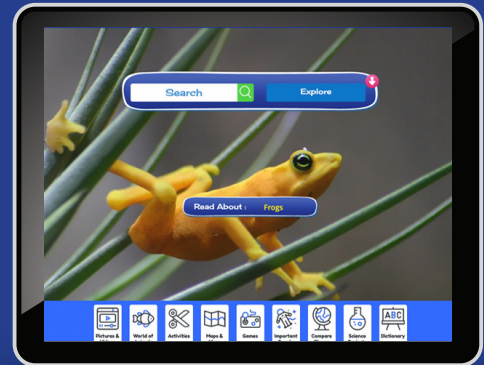 Search
Explore
Read About :
Frogs
Pictures &
World of
Activities
Maps &
Games
Important
Compare
Science
ABC
Dictionary